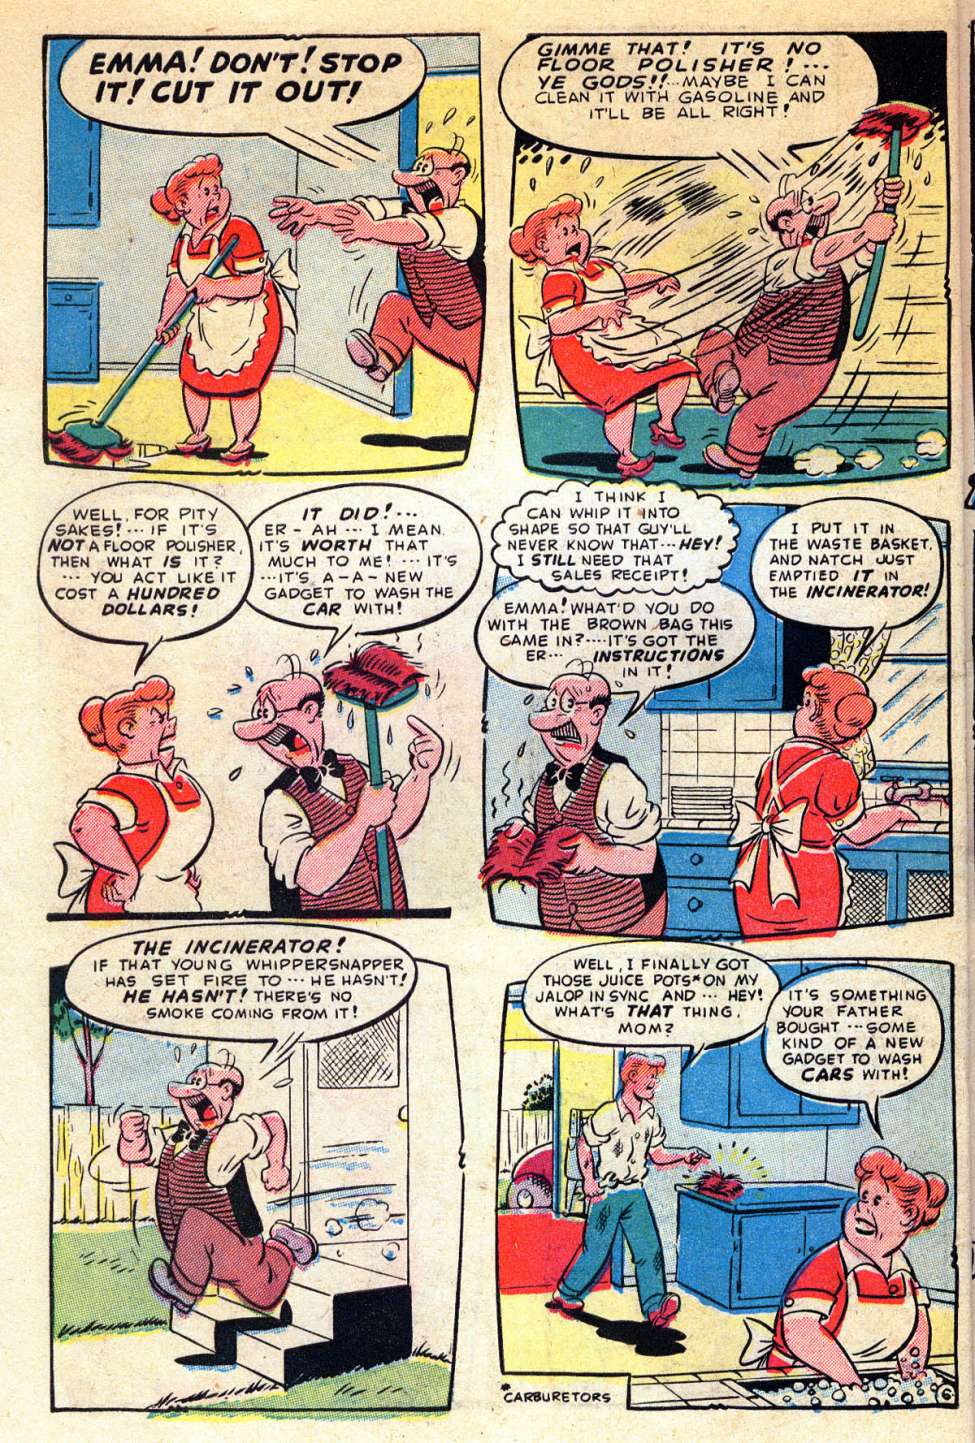 EMMA! DON'T! STOP
IT! CUT IT OUT!
GIMME THAT! IT'S NO
FLOOR POLISHER!...
YE GODS!!...MAYBE I CAN
CLEAN IT WITH GASOLINE AND
IT'LL BE ALL RIGHT!
WELL, FOR PITY
SAKES!... IF IT'S
NOT A FLOOR POLISHER,
THEN WHAT IS IT?
... YOU ACT LIKE IT
COST A HUNDRED
DOLLARS!
IT DID!...
ER-AH... I MEAN
IT'S WORTH THAT
MUCH TO ME!... IT'S
...IT'S A-A-NEW
GADGET TO WASH THE
CAR WITH!
I THINK I
CAN WHIP IT INTO
SHAPE SO THAT GUY'LL
NEVER KNOW THAT...HEY!
I STILL NEED THAT
SALES RECEIPT!
EMMA! WHAT'D YOU DO
WITH THE BROWN BAG THIS
CAME IN?....IT'S GOT THE
ER... INSTRUCTIONS
IN IT!
I PUT IT IN
THE WASTE BASKET,
AND NATCH JUST
EMPTIED IT IN
THE INCINERATOR!
THE INCINERATOR!
IF THAT YOUNG WHIPPERSNAPPER
HAS SET FIRE TO... HE HASN'T!
HE HASN'T! THERE'S NO
SMOKE COMING FROM IT!
WELL, I FINALLY GOT
THOSE JUICE POTS* ON MY
JALOP IN SYNC AND... HEY!
WHAT'S THAT THING,
MOM?
IT'S SOMETHING
YOUR FATHER
BOUGHT...SOME
KIND OF A NEW
GADGET TO WASH
CARS WITH!
*CARBURETORS
6